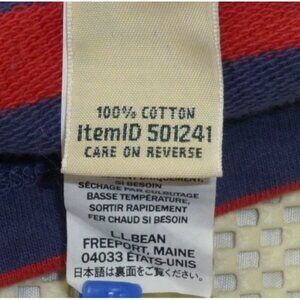 100% COTTON
ItemID 501241
CARE ON REVERSE
SI BESOIN
SÉCHAGE PAR CULBUTAGE
BASSE TEMPÉRATURE,
SORTIR RAPIDEMENT
FER CHAUD SI BESOIN
L.L.BEAN
FREEPORT, MAINE
04033 ÉTATS-UNIS
日本語は裏面をご覧ください。